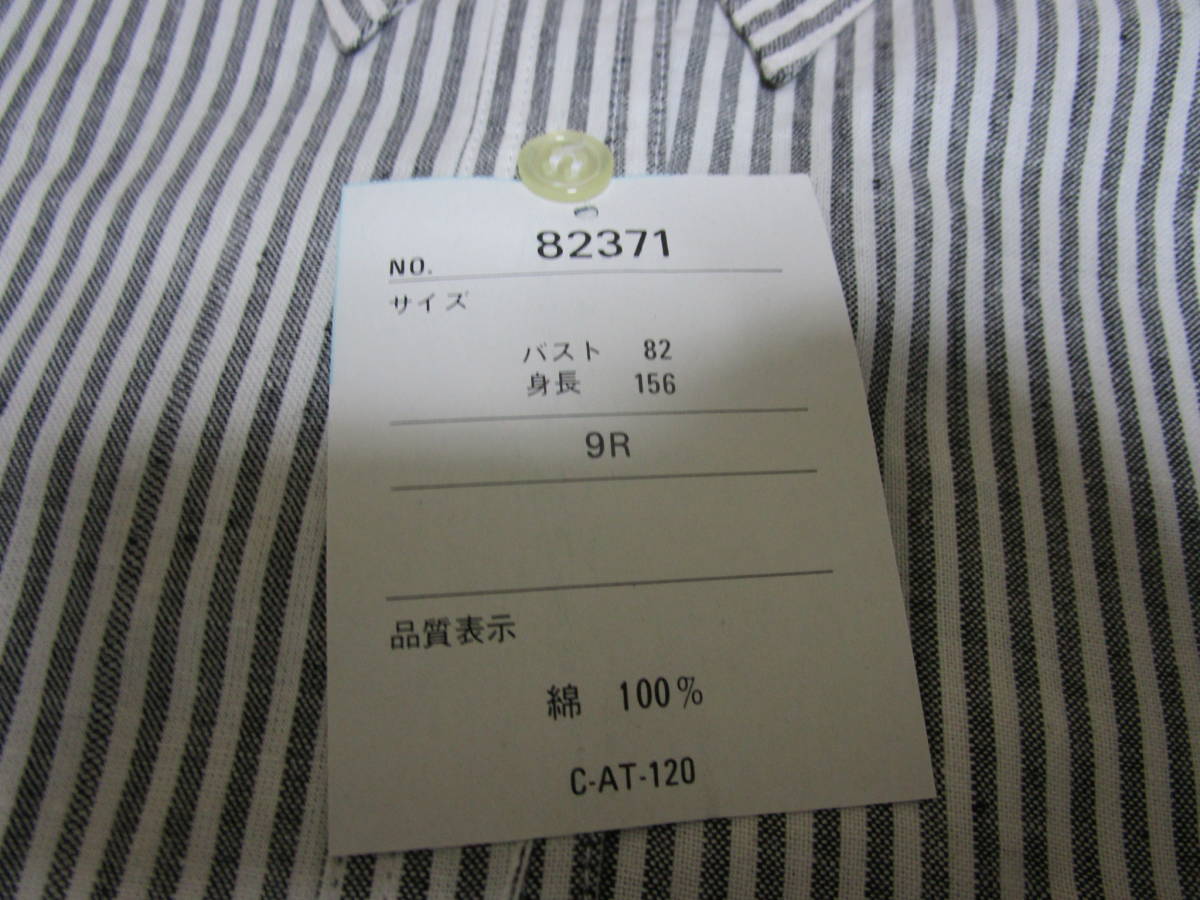 NO. 82371
サイズ
バスト 82
身長 156
9R
品質表示
綿 100%
C-AT-120